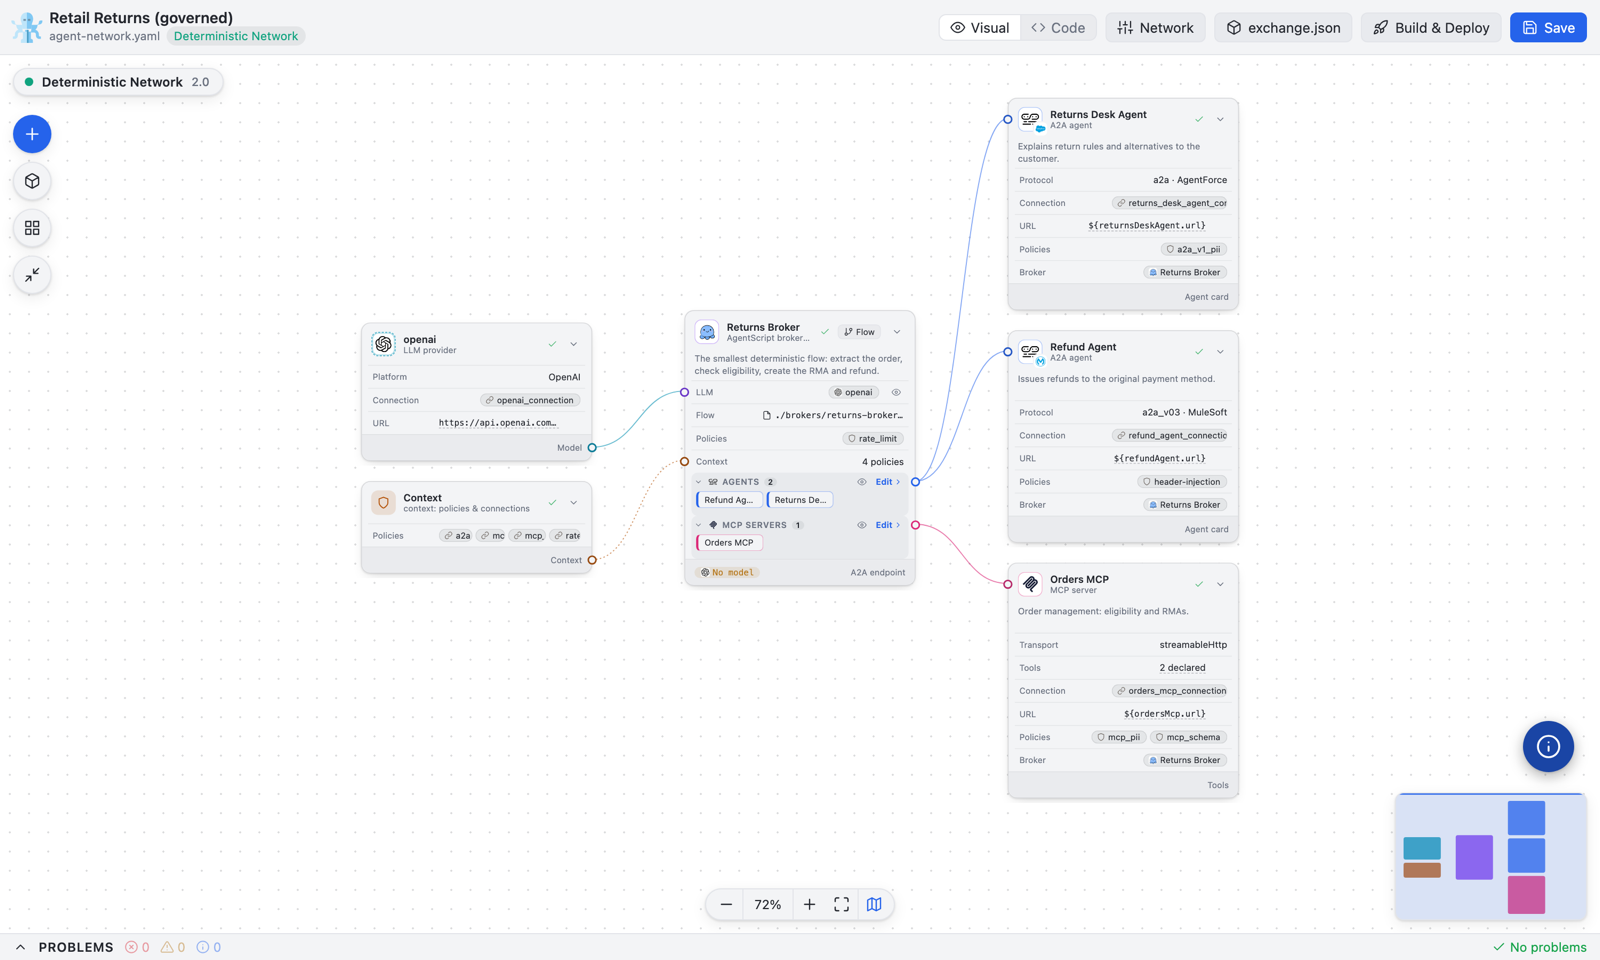 Retail Returns (governed)
agent-network.yaml
Deterministic Network
Visual
Code
Network
exchange.json
Build & Deploy
Save
Deterministic Network 2.0
openai
LLM provider
Platform OpenAI
Connection openai_connection
URL https://api.openai.com…
Model
Context
context: policies & connections
Policies a2a mc mcp_ rate
Context
Returns Broker
AgentScript broker…
Flow
The smallest deterministic flow: extract the order,
check eligibility, create the RMA and refund.
LLM openai
Flow ./brokers/returns-broker…
Policies rate_limit
Context 4 policies
AGENTS 2 Edit
Refund Ag… Returns De…
MCP SERVERS 1 Edit
Orders MCP
No model A2A endpoint
Returns Desk Agent
A2A agent
Explains return rules and alternatives to the
customer.
Protocol a2a · AgentForce
Connection returns_desk_agent_cor
URL ${returnsDeskAgent.url}
Policies a2a_v1_pii
Broker Returns Broker
Agent card
Refund Agent
A2A agent
Issues refunds to the original payment method.
Protocol a2a_v03 · MuleSoft
Connection refund_agent_connectic
URL ${refundAgent.url}
Policies header-injection
Broker Returns Broker
Agent card
Orders MCP
MCP server
Order management: eligibility and RMAs.
Transport streamableHttp
Tools 2 declared
Connection orders_mcp_connection
URL ${ordersMcp.url}
Policies mcp_pii mcp_schema
Broker Returns Broker
Tools
72%
PROBLEMS 0 0 0
No problems